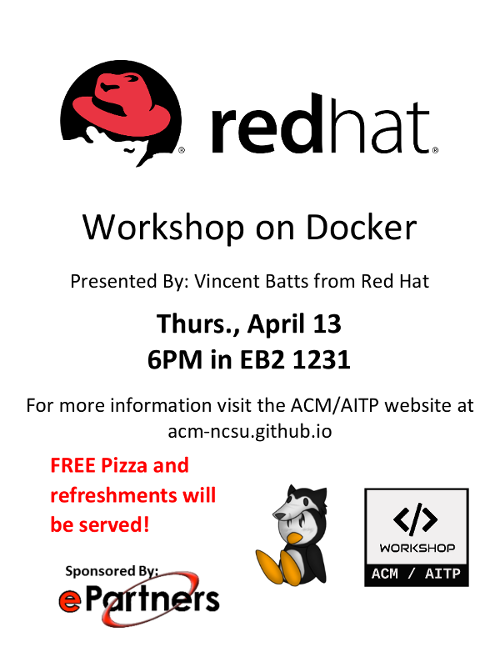 redhat®
Workshop on Docker
Presented By: Vincent Batts from Red Hat
Thurs., April 13
6PM in EB2 1231
For more information visit the ACM/AITP website at
acm-ncsu.github.io
FREE Pizza and
refreshments will
be served!
Sponsored By:
ePartners
</>
WORKSHOP
ACM / AITP